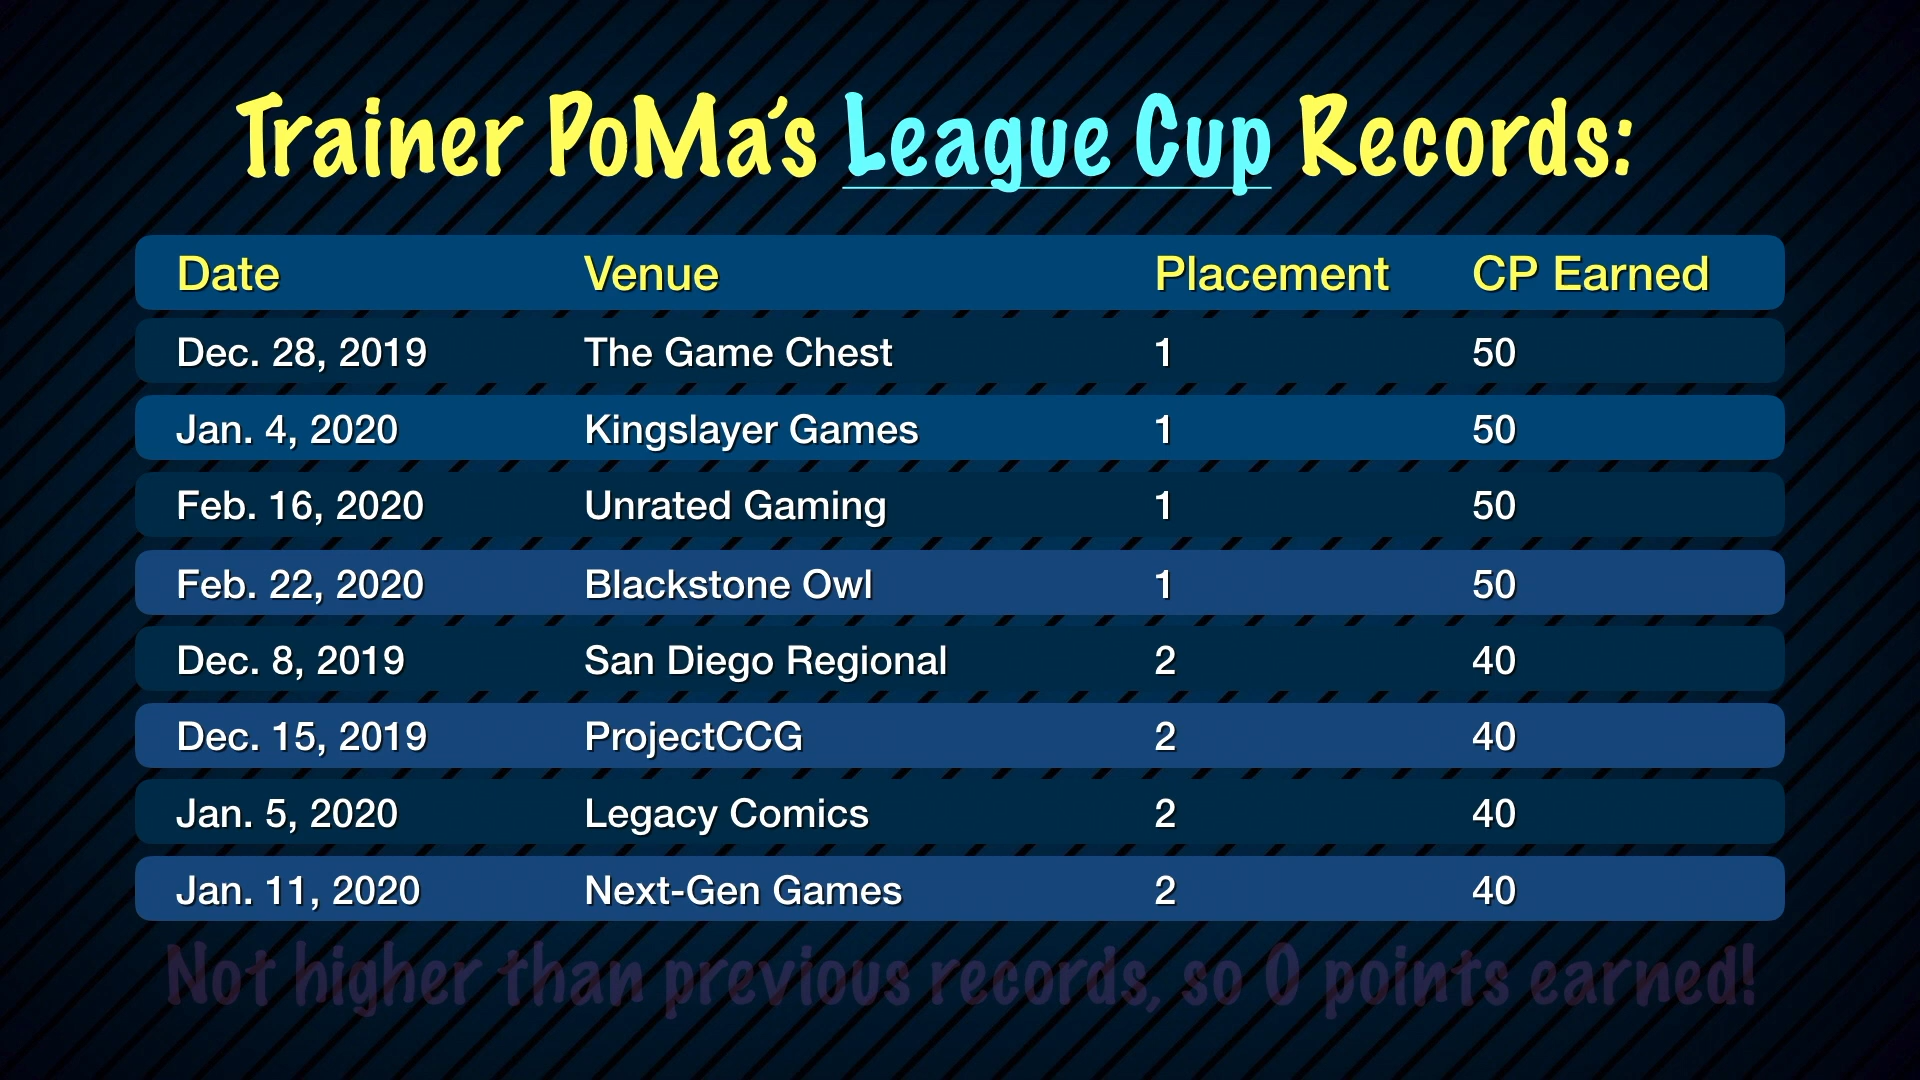 Trainer PoMa's League Cup Records:
Date Venue Placement CP Earned
Dec. 28, 2019 The Game Chest 1 50
Jan. 4, 2020 Kingslayer Games 1 50
Feb. 16, 2020 Unrated Gaming 1 50
Feb. 22, 2020 Blackstone Owl 1 50
Dec. 8, 2019 San Diego Regional 2 40
Dec. 15, 2019 ProjectCCG 2 40
Jan. 5, 2020 Legacy Comics 2 40
Jan. 11, 2020 Next-Gen Games 2 40
Not higher than previous records, so 0 points earned!